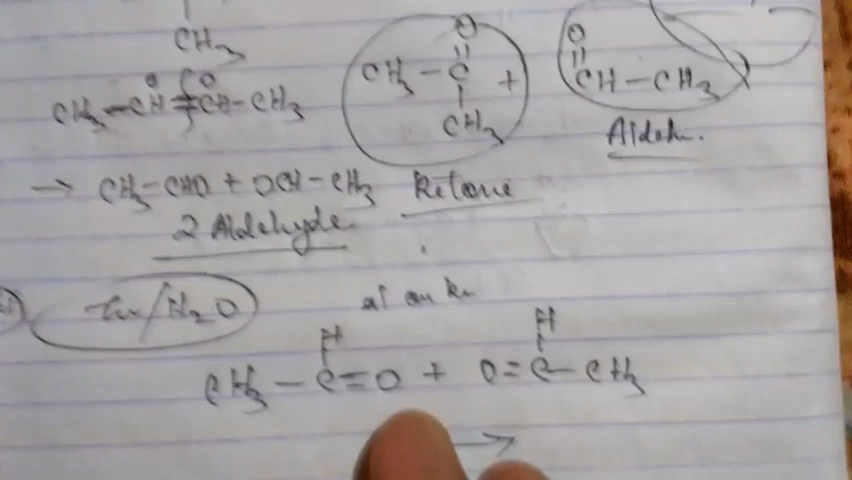 CH3
CH3-CH=CH-CH3
O O
CH3-C +
O
CH3
O
CH-CH3
Aldeh.
→ CH3-CHO + OCH-CH3 Ketone
2 Aldehyde.
/H2O
H H
CH3-C=O + O=C-CH3
→